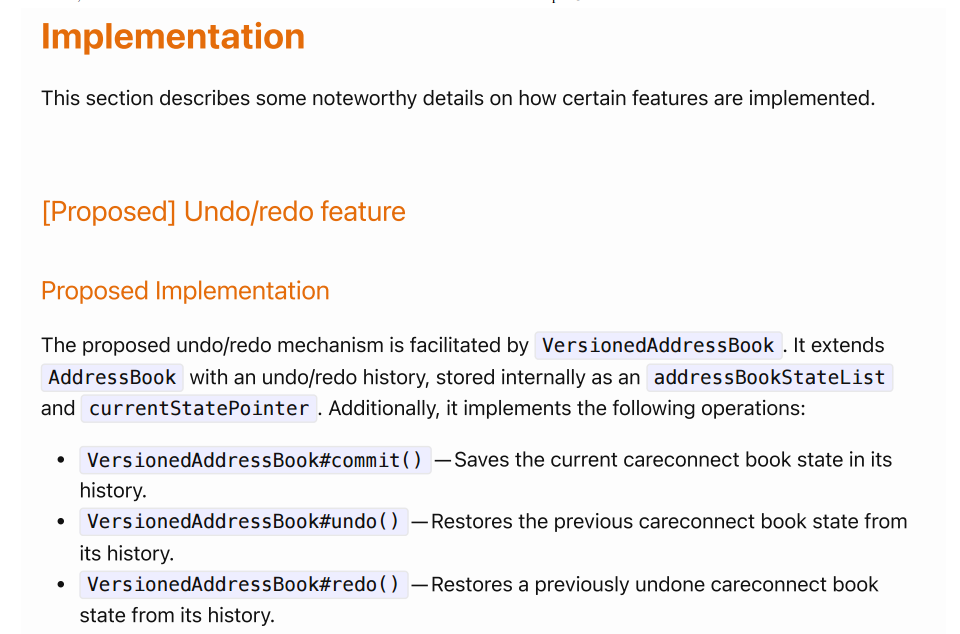 Implementation
This section describes some noteworthy details on how certain features are implemented.
[Proposed] Undo/redo feature
Proposed Implementation
The proposed undo/redo mechanism is facilitated by VersionedAddressBook. It extends
AddressBook with an undo/redo history, stored internally as an addressBookStateList
and currentStatePointer. Additionally, it implements the following operations:
• VersionedAddressBook#commit() —Saves the current careconnect book state in its
history.
• VersionedAddressBook#undo() —Restores the previous careconnect book state from
its history.
• VersionedAddressBook#redo() —Restores a previously undone careconnect book
state from its history.